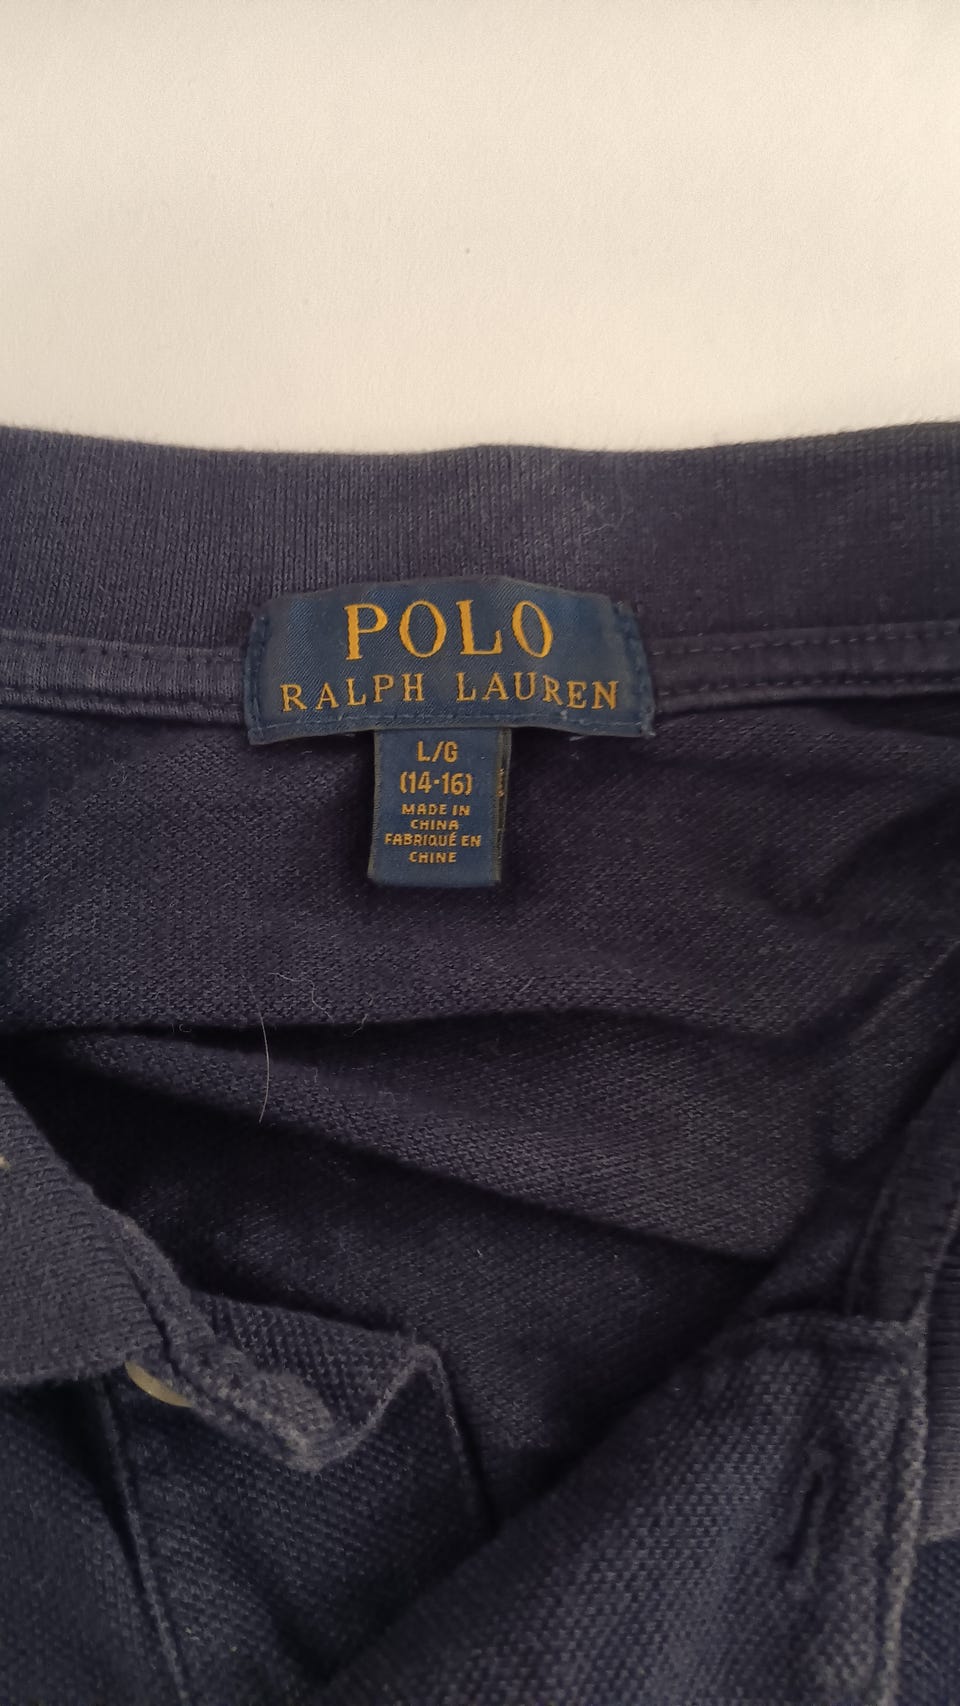 POLO
RALPH LAUREN
L/G
(14-16)
MADE IN
CHINA
FABRIQUÉ EN
CHINE